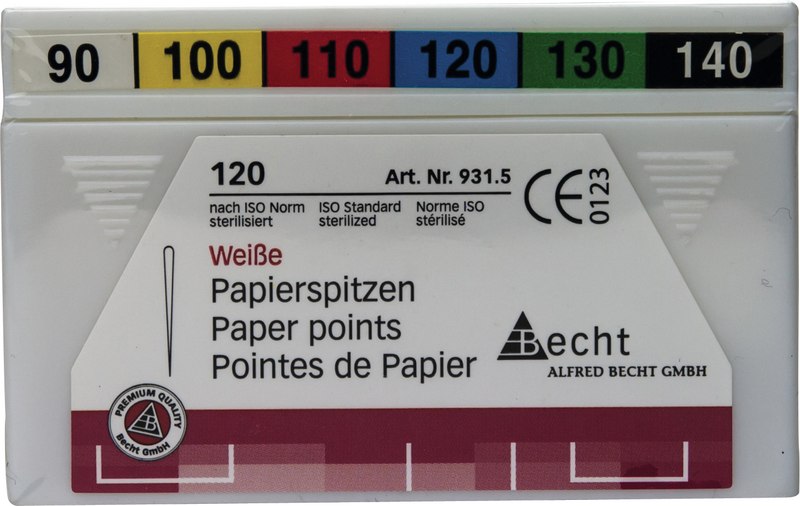 90 100 110 120 130 140
120 Art. Nr. 931.5
nach ISO Norm ISO Standard Norme ISO
sterilisiert sterilized stérilisé
CE 0123
Weiße
Papierspitzen
Paper points
Pointes de Papier
Becht
ALFRED BECHT GMBH
PREMIUM QUALITY
B
Becht GmbH